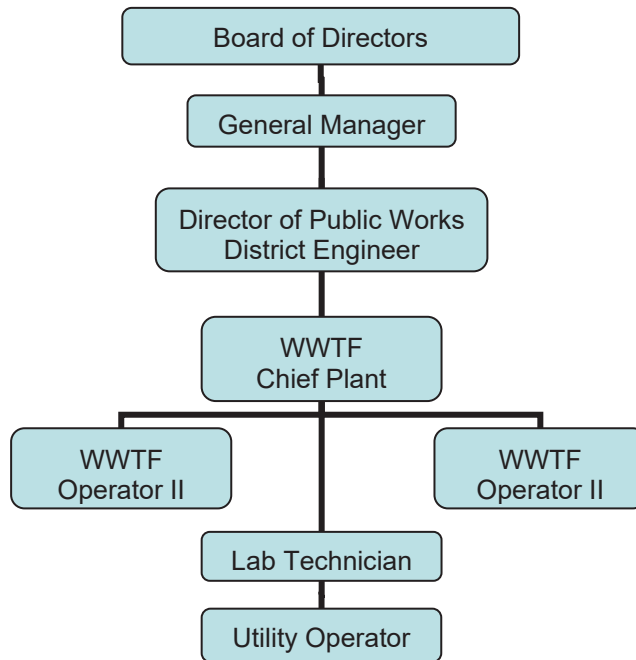 Board of Directors
General Manager
Director of Public Works
District Engineer
WWTF
Chief Plant
WWTF
Operator II
WWTF
Operator II
Lab Technician
Utility Operator